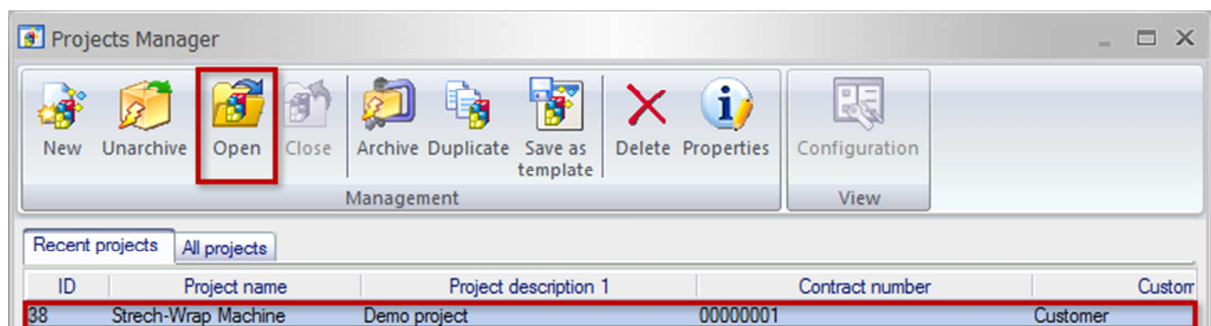 Projects Manager
New Unarchive Open Close Archive Duplicate Save as template Delete Properties Configuration
Management View
Recent projects All projects
ID Project name Project description 1 Contract number Custom
38 Strech-Wrap Machine Demo project 00000001 Customer